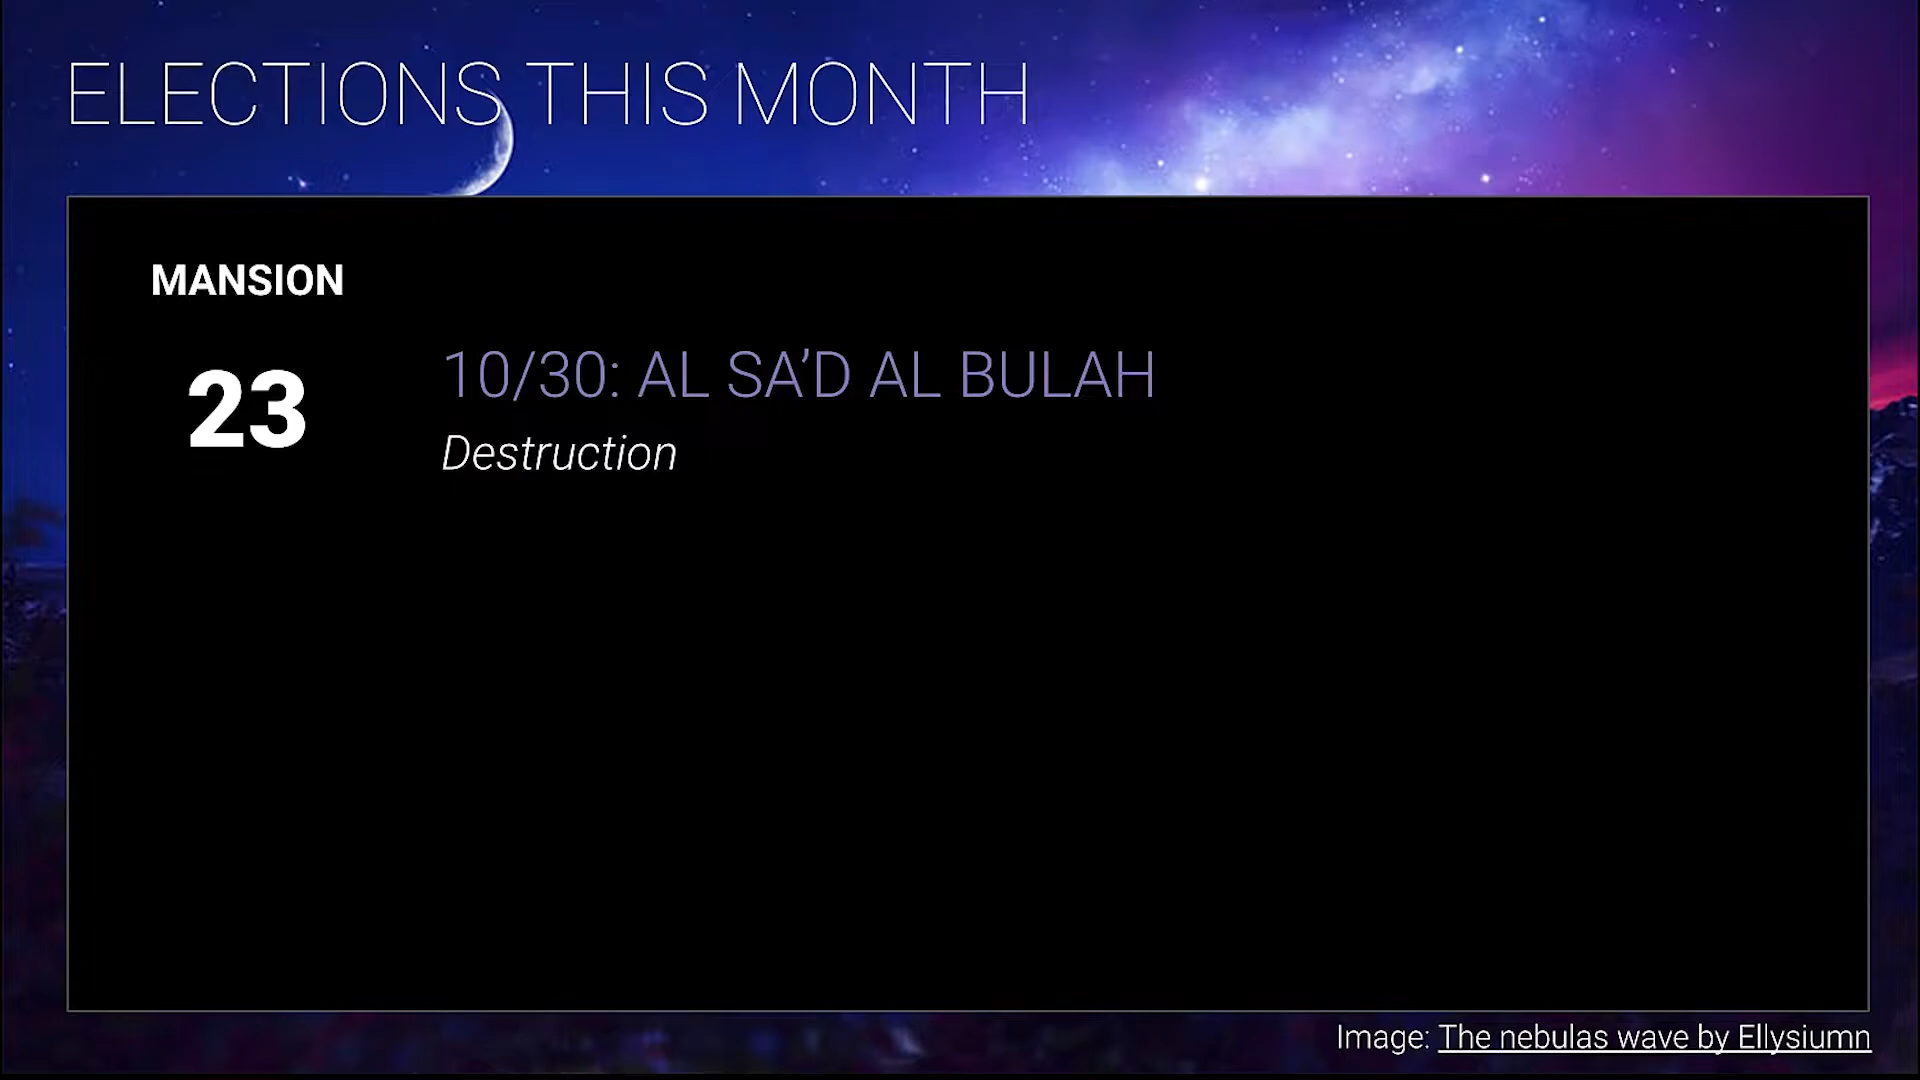 ELECTIONS THIS MONTH
MANSION
23
10/30: AL SA’D AL BULAH
Destruction
Image: The nebulas wave by Ellysiumn